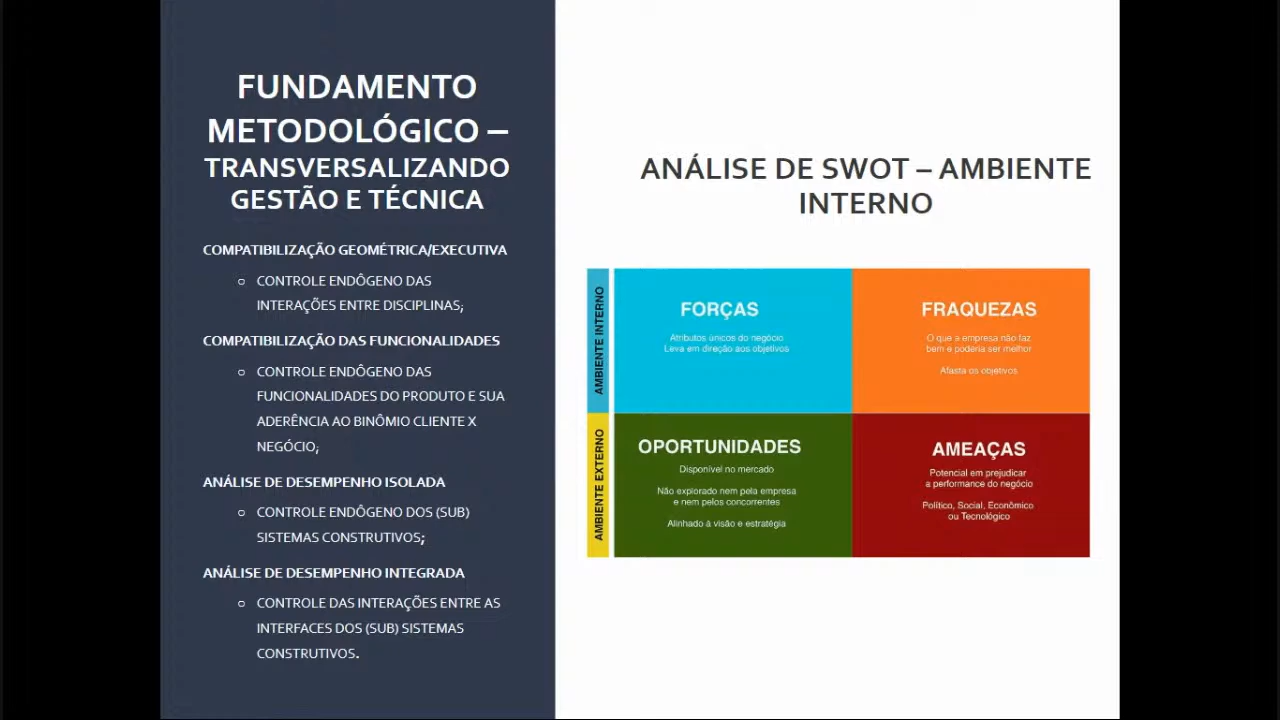 FUNDAMENTO
METODOLÓGICO –
TRANSVERSALIZANDO
GESTÃO E TÉCNICA
COMPATIBILIZAÇÃO GEOMÉTRICA/EXECUTIVA
○ CONTROLE ENDÔGENO DAS
INTERAÇÕES ENTRE DISCIPLINAS;
COMPATIBILIZAÇÃO DAS FUNCIONALIDADES
○ CONTROLE ENDÔGENO DAS
FUNCIONALIDADES DO PRODUTO E SUA
ADERÊNCIA AO BINÔMIO CLIENTE X
NEGÓCIO;
ANÁLISE DE DESEMPENHO ISOLADA
○ CONTROLE ENDÔGENO DOS (SUB)
SISTEMAS CONSTRUTIVOS;
ANÁLISE DE DESEMPENHO INTEGRADA
○ CONTROLE DAS INTERAÇÕES ENTRE AS
INTERFACES DOS (SUB) SISTEMAS
CONSTRUTIVOS.
ANÁLISE DE SWOT – AMBIENTE
INTERNO
AMBIENTE INTERNO
FORÇAS
Atributos únicos do negócio
Leva em direção aos objetivos
FRAQUEZAS
O que a empresa não faz
bem e poderia ser melhor
Afasta os objetivos
AMBIENTE EXTERNO
OPORTUNIDADES
Disponível no mercado
Não explorado nem pela empresa
e nem pelos concorrentes
Alinhado à visão e estratégia
AMEAÇAS
Potencial em prejudicar
a performance do negócio
Político, Social, Econômico
ou Tecnológico